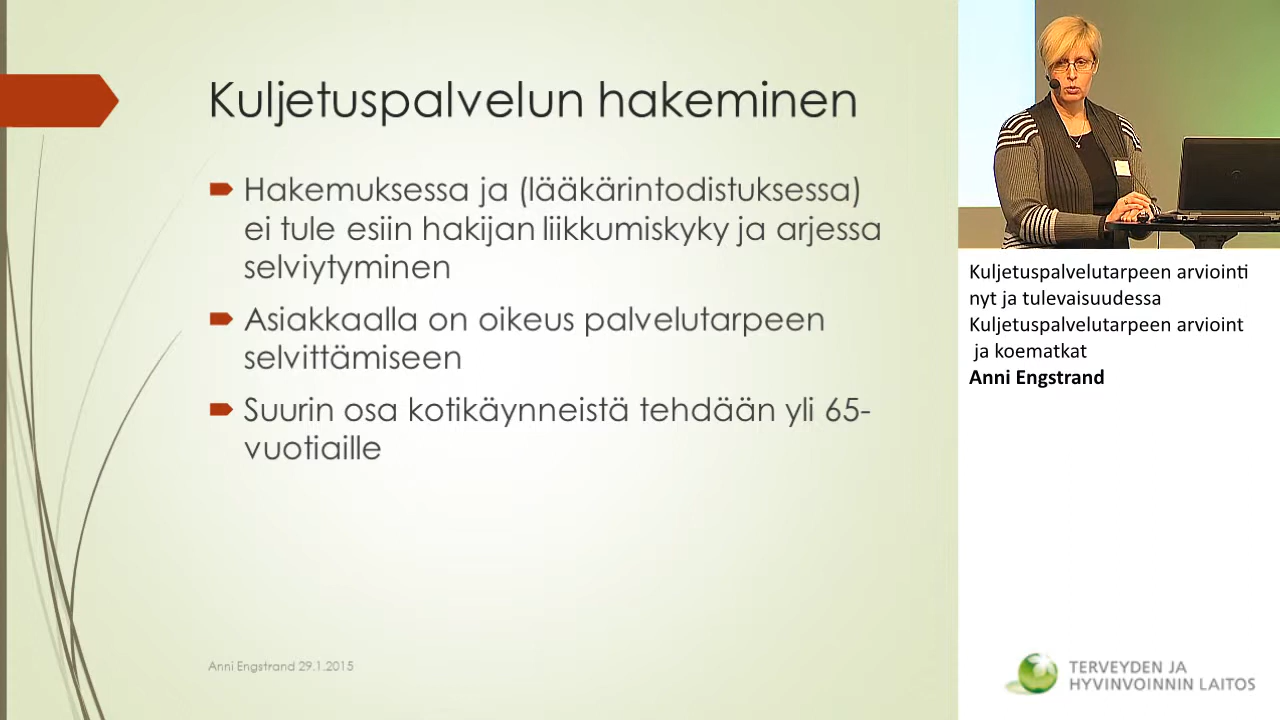 Kuljetuspalvelun hakeminen
Hakemuksessa ja (lääkärintodistuksessa)
ei tule esiin hakijan liikkumiskyky ja arjessa
selviytyminen
Asiakkaalla on oikeus palvelutarpeen
selvittämiseen
Suurin osa kotikäynneistä tehdään yli 65-
vuotiaille
Anni Engstrand 29.1.2015
Kuljetuspalvelutarpeen arviointi
nyt ja tulevaisuudessa
Kuljetuspalvelutarpeen arvioint
ja koematkat
Anni Engstrand
TERVEYDEN JA
HYVINVOINNIN LAITOS